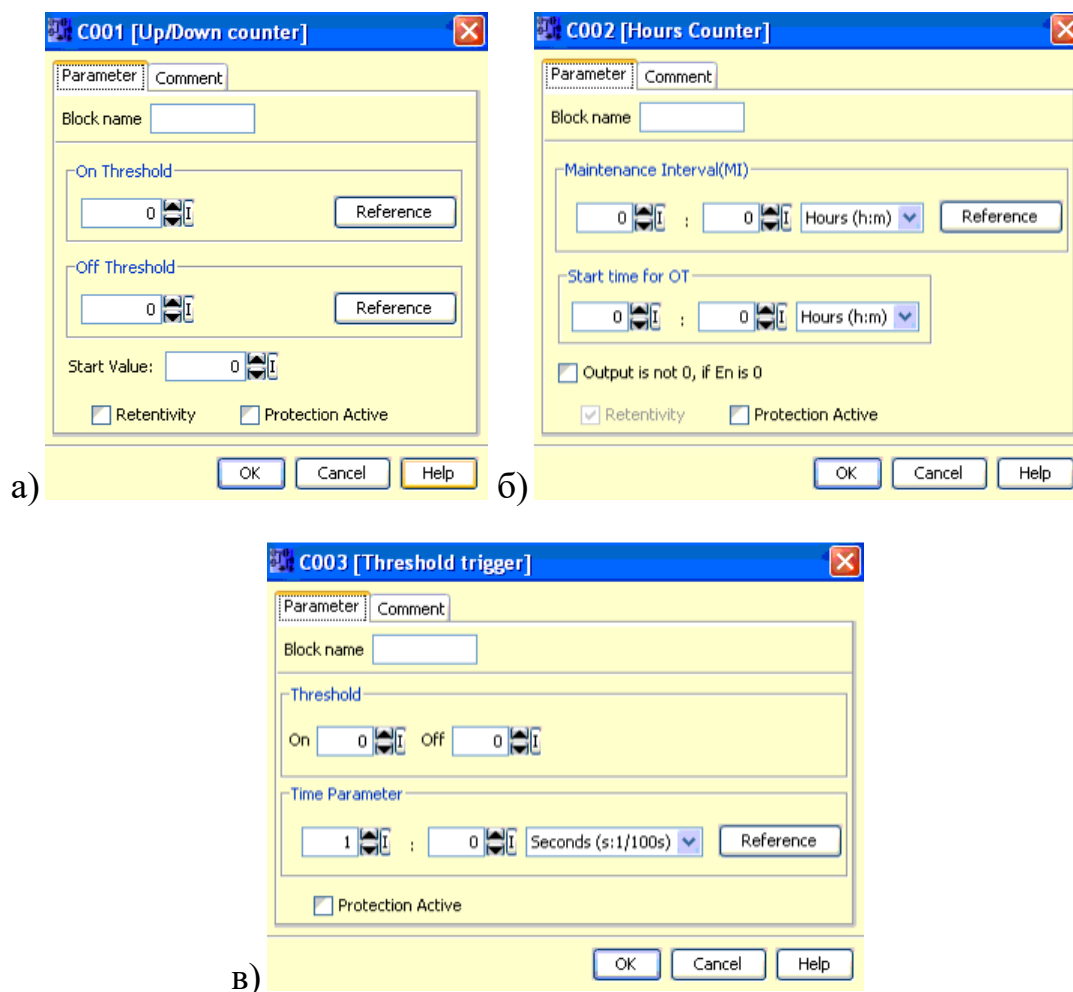 C001 [Up/Down counter]
Parameter Comment
Block name
On Threshold
0 Reference
Off Threshold
0 Reference
Start Value: 0
Retentivity Protection Active
OK Cancel Help
а)
C002 [Hours Counter]
Parameter Comment
Block name
Maintenance Interval(MI)
0 : 0 Hours (h:m) Reference
Start time for OT
0 : 0 Hours (h:m)
Output is not 0, if En is 0
Retentivity Protection Active
OK Cancel Help
б)
C003 [Threshold trigger]
Parameter Comment
Block name
Threshold
On 0 Off 0
Time Parameter
1 : 0 Seconds (s:1/100s) Reference
Protection Active
OK Cancel Help
в)